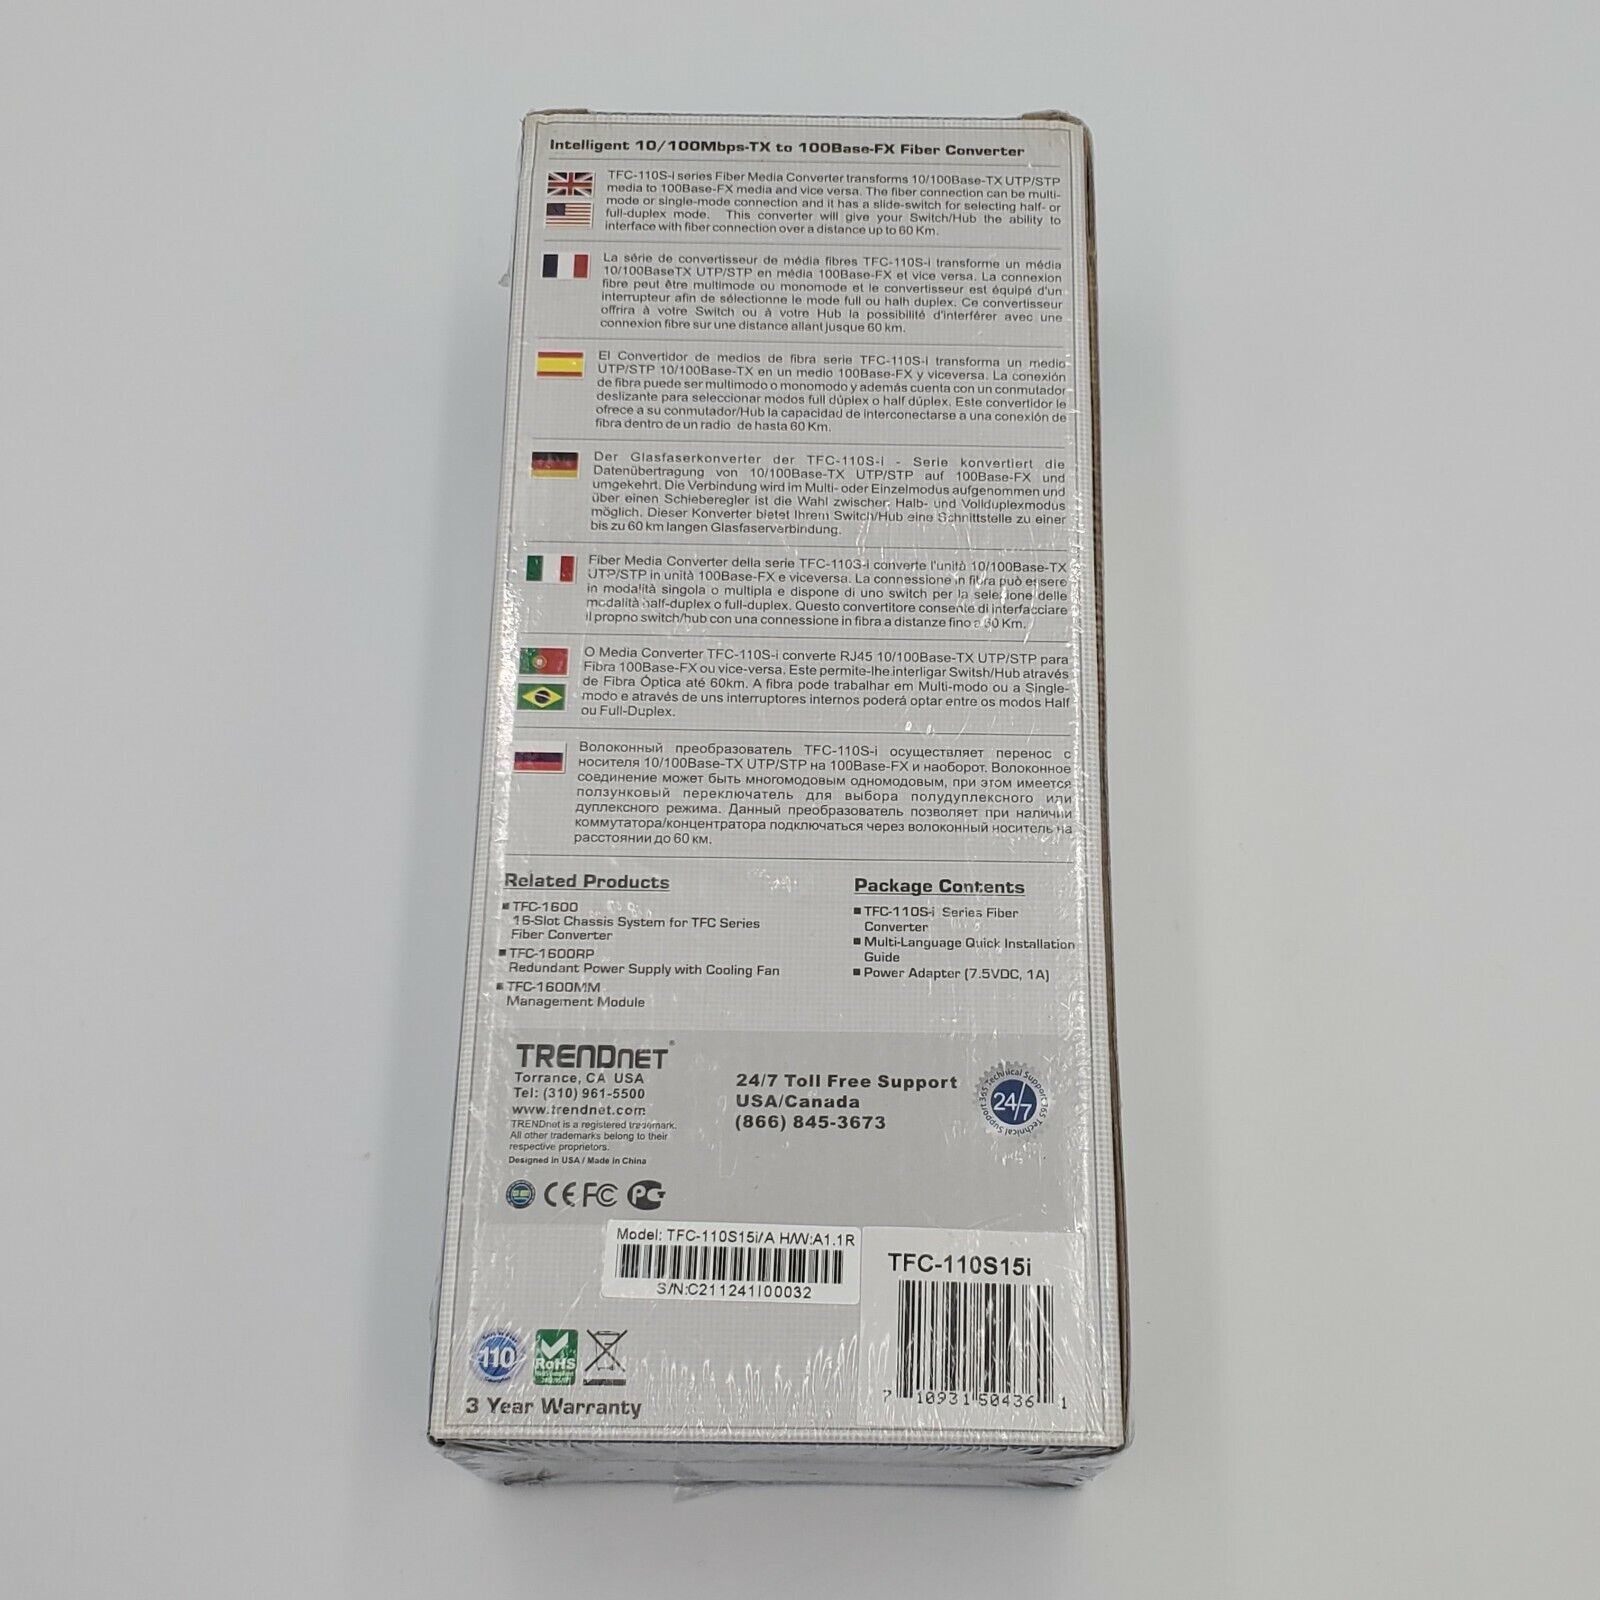 Intelligent 10/100Mbps-TX to 100Base-FX Fiber Converter
TFC-110S-i series Fiber Media Converter transforms 10/100Base-TX UTP/STP
media to 100Base-FX media and vice versa. The fiber connection can be multi-
mode or single-mode connection and it has a slide-switch for selecting half- or
full-duplex mode. This converter will give your Switch/Hub the ability to
interface with fiber connection over a distance up to 60 Km.
La série de convertisseur de média fibres TFC-110S-i transforme un média
10/100BaseTX UTP/STP en média 100Base-FX et vice versa. La connexion
fibre peut être multimode ou monomode et le convertisseur est équipé d'un
interrupteur afin de sélectionne le mode full ou halh duplex. Ce convertisseur
offrira à votre Switch ou à votre Hub la possibilité d'interférer avec une
connexion fibre sur une distance allant jusque 60 km.
El Convertidor de medios de fibra serie TFC-110S-i transforma un medio
UTP/STP 10/100Base-TX en un medio 100Base-FX y viceversa. La conexión
de fibra puede ser multimodo o monomodo y además cuenta con un conmutador
deslizante para seleccionar modos full dúplex o half dúplex. Este convertidor le
ofrece a su conmutador/Hub la capacidad de interconectarse a una conexión de
fibra dentro de un radio de hasta 60 Km.
Der Glasfaserkonverter der TFC-110S-i - Serie konvertiert die
Datenübertragung von 10/100Base-TX UTP/STP auf 100Base-FX und
umgekehrt. Die Verbindung wird im Multi- oder Einzelmodus aufgenommen und
über einen Schieberegler ist die Wahl zwischen Halb- und Vollduplexmodus
möglich. Dieser Konverter bietet Ihrem Switch/Hub eine Schnittstelle zu einer
bis zu 60 km langen Glasfaserverbindung.
Fiber Media Converter della serie TFC-110S-i converte l'unità 10/100Base-TX
UTP/STP in unità 100Base-FX e viceversa. La connessione in fibra può essere
in modalità singola o multipla e dispone di uno switch per la selezione delle
modalità half-duplex o full-duplex. Questo convertitore consente di interfacciare
il proprio switch/hub con una connessione in fibra a distanze fino a 60 Km.
O Media Converter TFC-110S-i converte RJ45 10/100Base-TX UTP/STP para
Fibra 100Base-FX ou vice-versa. Este permite-lhe interligar Switsh/Hub através
de Fibra Óptica até 60km. A fibra pode trabalhar em Multi-modo ou a Single-
modo e através de uns interruptores internos poderá optar entre os modos Half
ou Full-Duplex.
Волоконный преобразователь TFC-110S-i осуществляет перенос с
носителя 10/100Base-TX UTP/STP на 100Base-FX и наоборот. Волоконное
соединение может быть многомодовым одномодовым, при этом имеется
ползунковый переключатель для выбора полудуплексного или
дуплексного режима. Данный преобразователь позволяет при наличии
коммутатора/концентратора подключаться через волоконный носитель на
расстоянии до 60 км.
Related Products
TFC-1600
16-Slot Chassis System for TFC Series
Fiber Converter
TFC-1600RP
Redundant Power Supply with Cooling Fan
TFC-1600MM
Management Module
Package Contents
TFC-110S-i Series Fiber
Converter
Multi-Language Quick Installation
Guide
Power Adapter (7.5VDC, 1A)
TRENDnet®
Torrance, CA USA
Tel: (310) 961-5500
www.trendnet.com
TRENDnet is a registered trademark.
All other trademarks belong to their
respective proprietors.
Designed in USA / Made in China
24/7 Toll Free Support
USA/Canada
(866) 845-3673
365 Technical Support
24/7
365 Technical Support
CE FC PG
Model: TFC-110S15i/A H/W:A1.1R
S/N:C211241I00032
TFC-110S15i
7 10931 50436 1
110
RoHS
3 Year Warranty